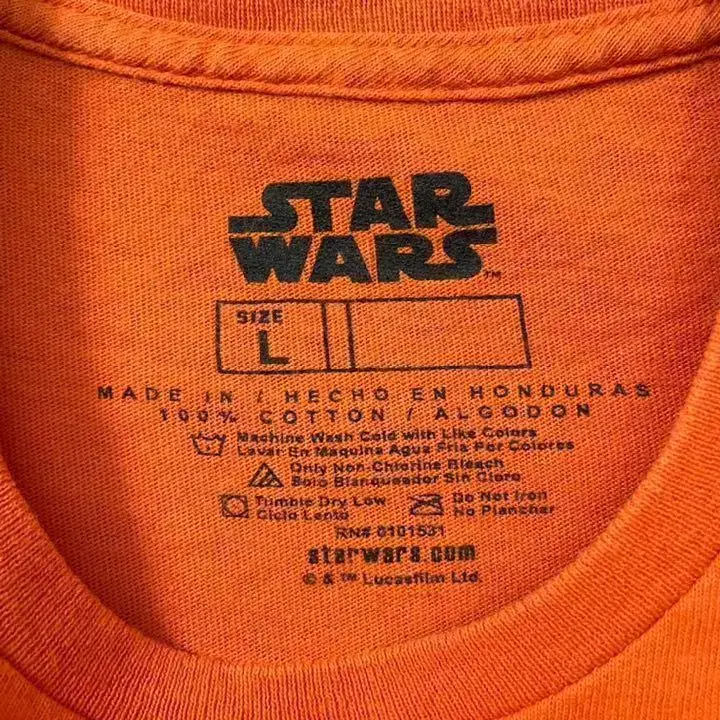 STAR
WARS™
SIZE
L
MADE IN / HECHO EN HONDURAS
100% COTTON / ALGODON
Machine Wash Cold with Like Colors
Lavar En Maquina Agua Fria Por Colores
Only Non-Chlorine Bleach
Solo Blanqueador Sin Cloro
Tumble Dry Low
Ciclo Lento
Do Not Iron
No Planchar
RN# 0101531
starwars.com
© & ™ Lucasfilm Ltd.